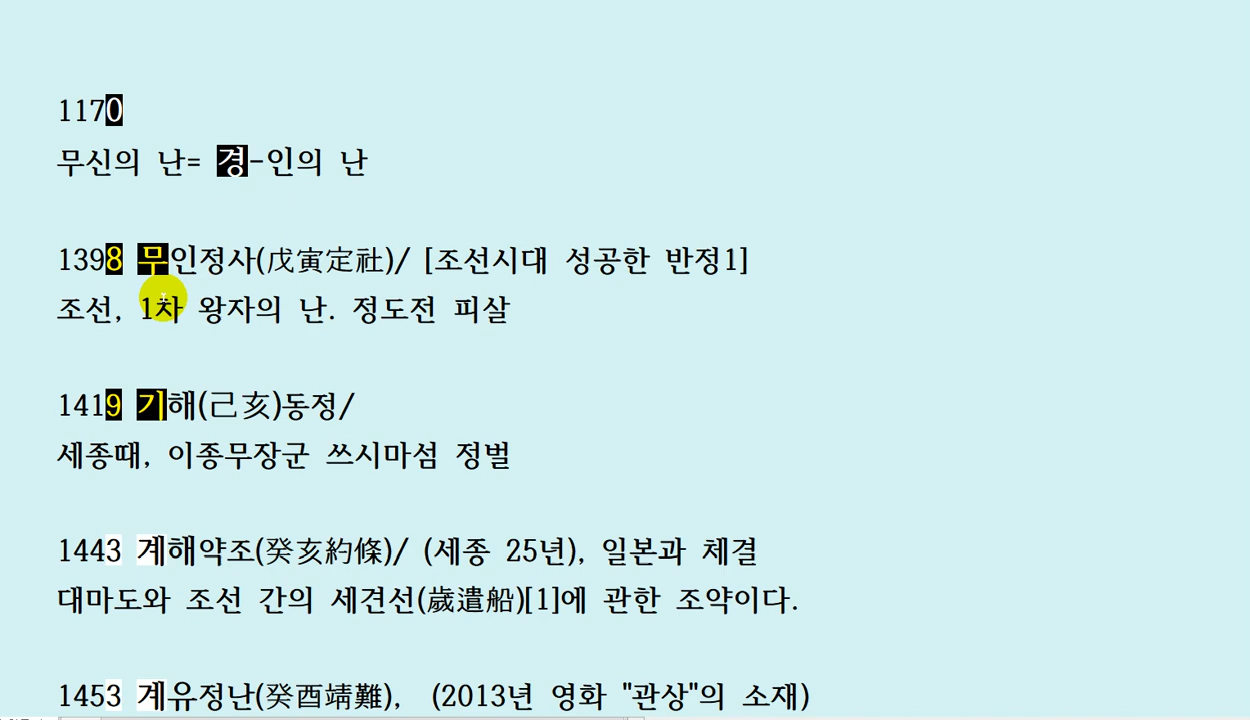 1170
무신의 난= 경-인의 난
1398 무인정사(戊寅定社)/ [조선시대 성공한 반정1]
조선, 1차 왕자의 난. 정도전 피살
1419 기해(己亥)동정/
세종때, 이종무장군 쓰시마섬 정벌
1443 계해약조(癸亥約條)/ (세종 25년), 일본과 체결
대마도와 조선 간의 세견선(歲遣船)[1]에 관한 조약이다.
1453 계유정난(癸酉靖難), (2013년 영화 "관상"의 소재)